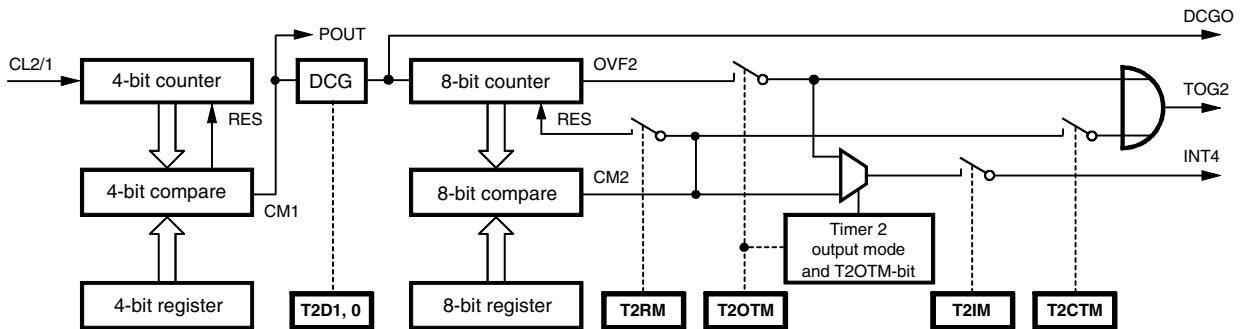 DCGO
POUT
CL2/1
4-bit counter
DCG
8-bit counter
OVF2
TOG2
RES
RES
INT4
4-bit compare
CM1
8-bit compare
CM2
Timer 2
output mode
and T2OTM-bit
4-bit register
T2D1, 0
8-bit register
T2RM
T2OTM
T2IM
T2CTM